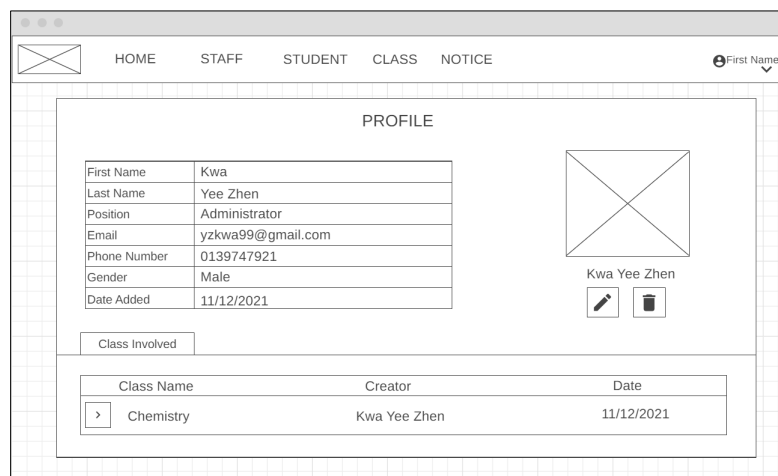 HOME STAFF STUDENT CLASS NOTICE First Name
PROFILE
First Name Kwa
Last Name Yee Zhen
Position Administrator
Email yzkwa99@gmail.com
Phone Number 0139747921
Gender Male
Date Added 11/12/2021
Kwa Yee Zhen
Class Involved
Class Name Creator Date
Chemistry Kwa Yee Zhen 11/12/2021